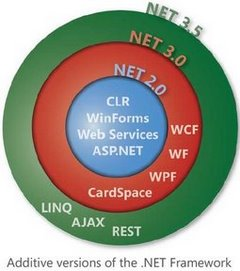 .NET 3.5
.NET 3.0
.NET 2.0
CLR
WinForms
Web Services
ASP.NET
WCF
WF
WPF
CardSpace
LINQ
AJAX
REST
Additive versions of the .NET Framework